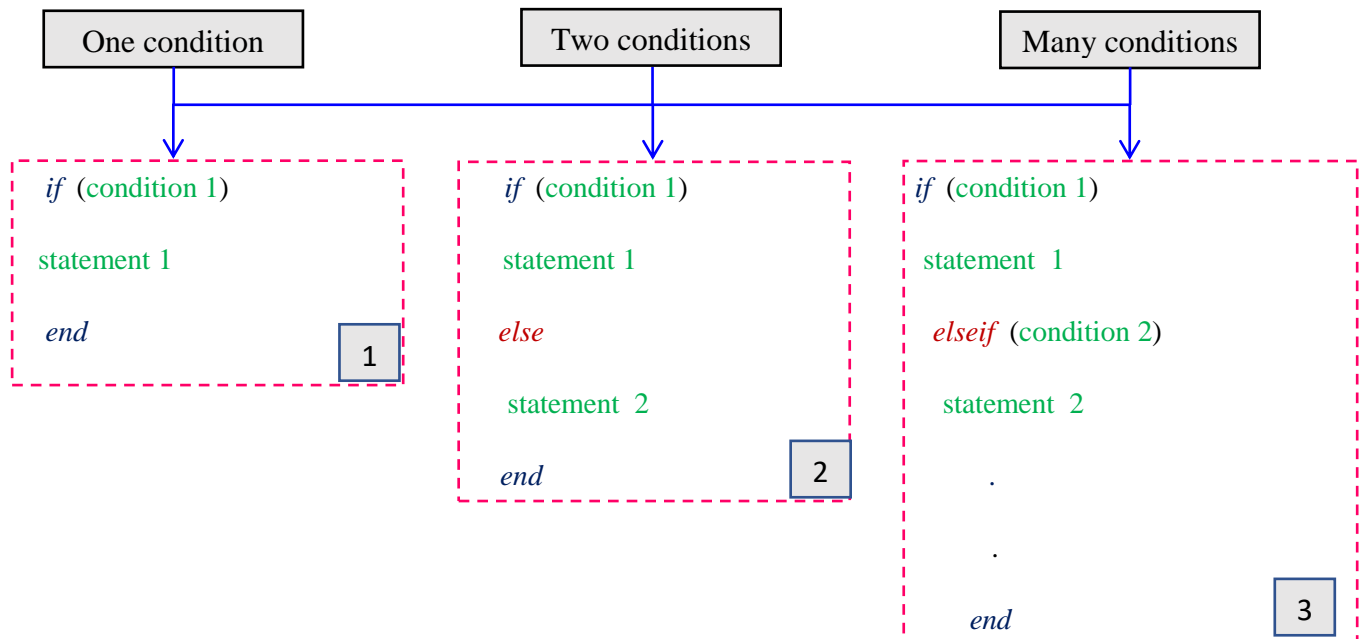 One condition
Two conditions
Many conditions
if (condition 1)
statement 1
end
1
if (condition 1)
statement 1
else
statement 2
end
2
if (condition 1)
statement 1
elseif (condition 2)
statement 2
.
.
end
3